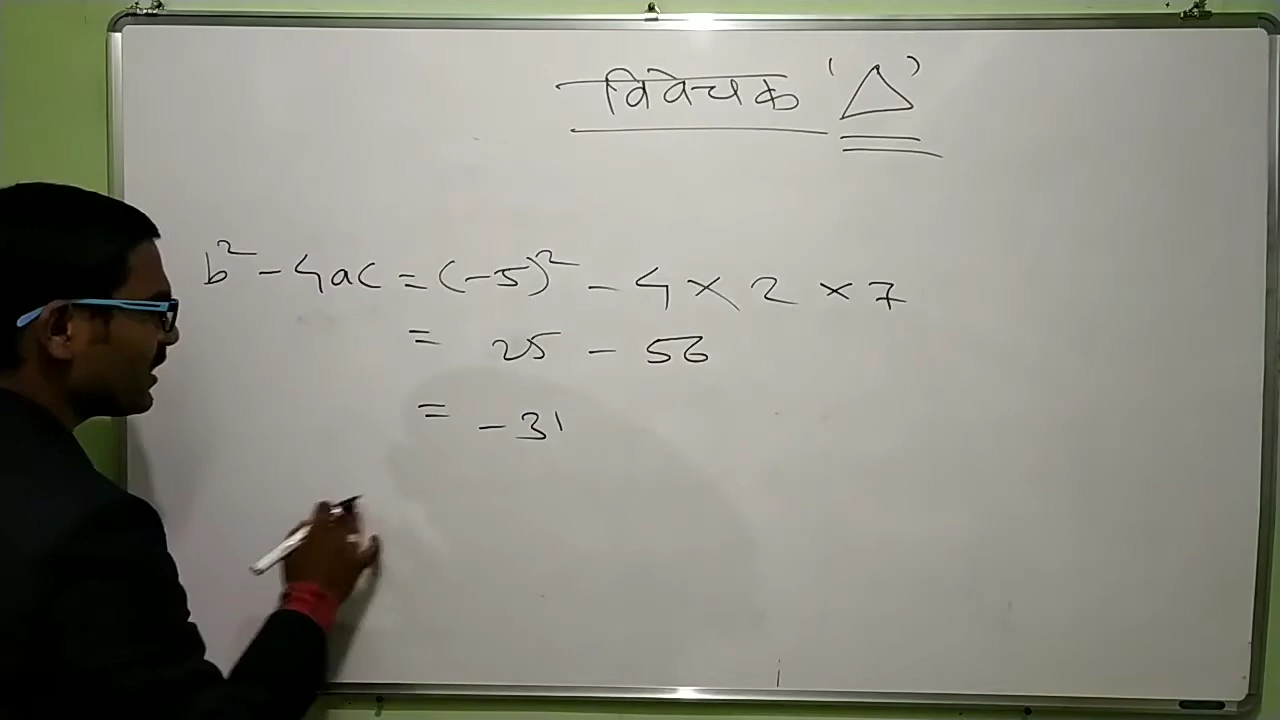 विवेचक 'Δ'
b² - 4ac = (-5)² - 4 × 2 × 7
= 25 - 56
= -31